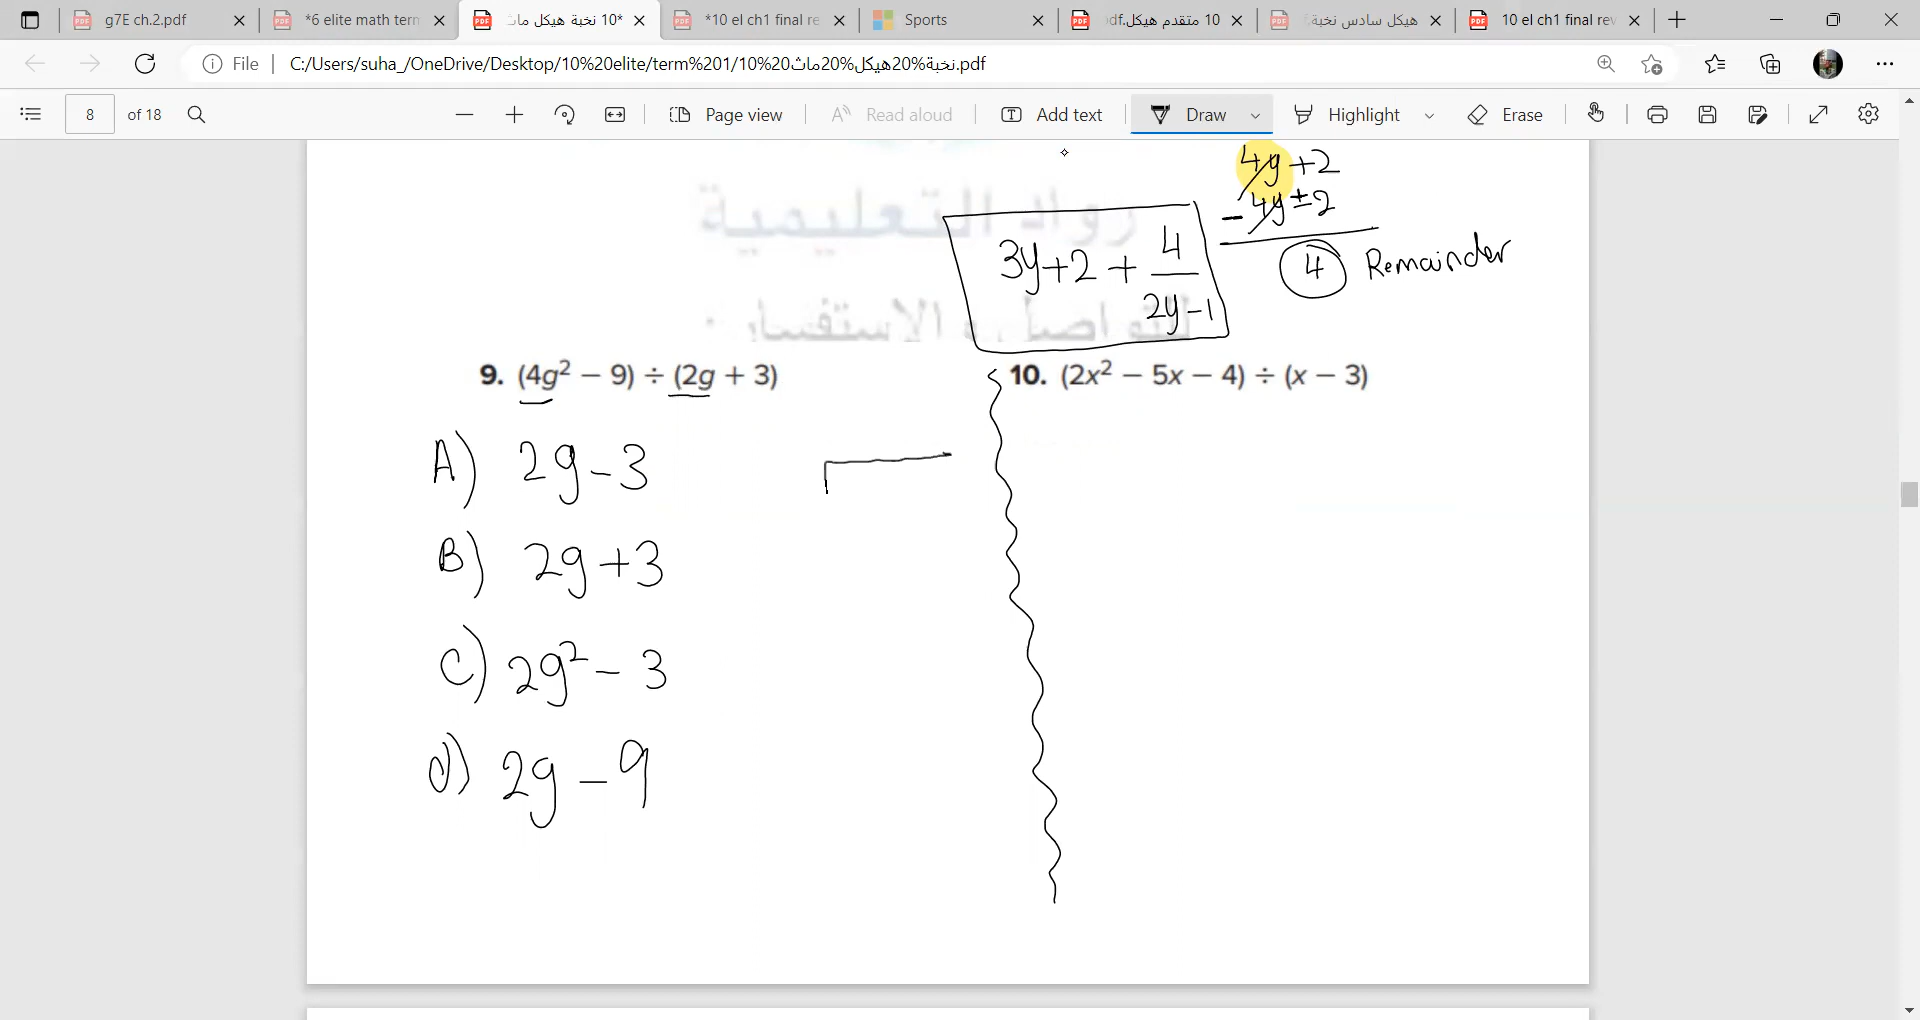 g7E ch.2.pdf
*6 elite math term
10 نخبة هيكل ماث*
*10 el ch1 final re
Sports
10 متقدم هيكل.pdf
هيكل سادس نخبة
10 el ch1 final rev
File
C:/Users/suha_/OneDrive/Desktop/10%20elite/term%201/10%20نخبة%20هيكل%20ماث.pdf
8 of 18
Page view
Read aloud
Add text
Draw
Highlight
Erase
رواد التعليمية
للتواصل و الاستفسار :
4y + 2
- 4y ± 2
4 Remainder
3y + 2 + 4
2y - 1
9. (4g² − 9) ÷ (2g + 3)
10. (2x² − 5x − 4) ÷ (x − 3)
A) 2g - 3
B) 2g + 3
C) 2g² - 3
d) 2g - 9